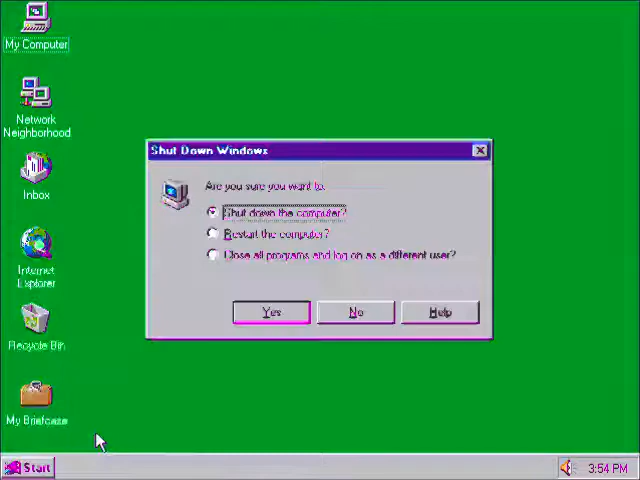 My Computer
Network
Neighborhood
Inbox
Internet
Explorer
Recycle Bin
My Briefcase
Shut Down Windows
Are you sure you want to:
Shut down the computer?
Restart the computer?
Close all programs and log on as a different user?
Yes
No
Help
Start
3:54 PM